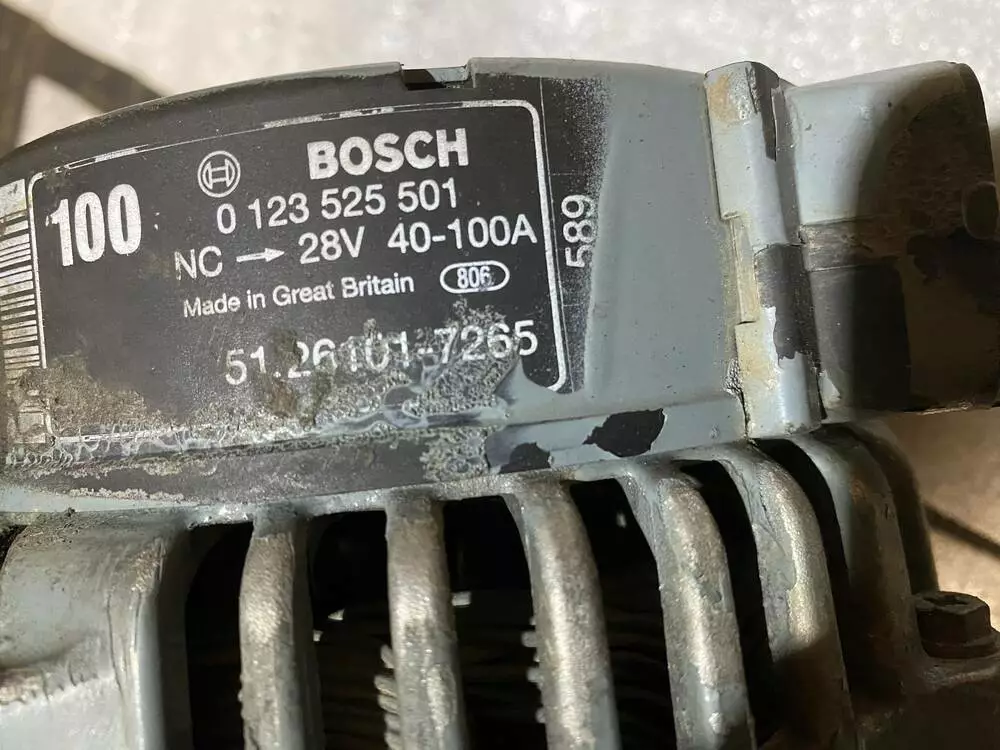 100
BOSCH
0 123 525 501
NC → 28V 40-100A
Made in Great Britain 806
51.26101-7265
589